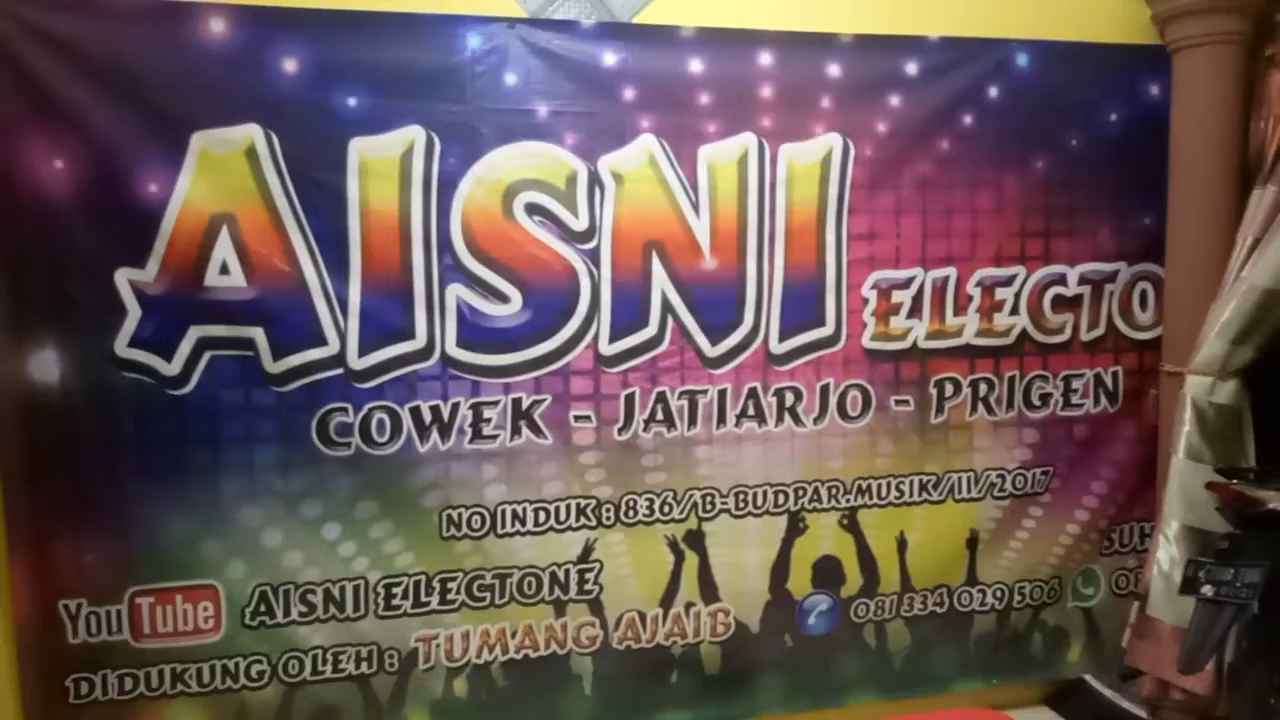 AISNI ELECTO
COWEK - JATIARJO - PRIGEN
NO INDUK : 836/B-BUDPAR.MUSIK/II/2017
SUH
YouTube AISNI ELECTONE
081 334 029 506
DIDUKUNG OLEH : TUMANG AJAIB